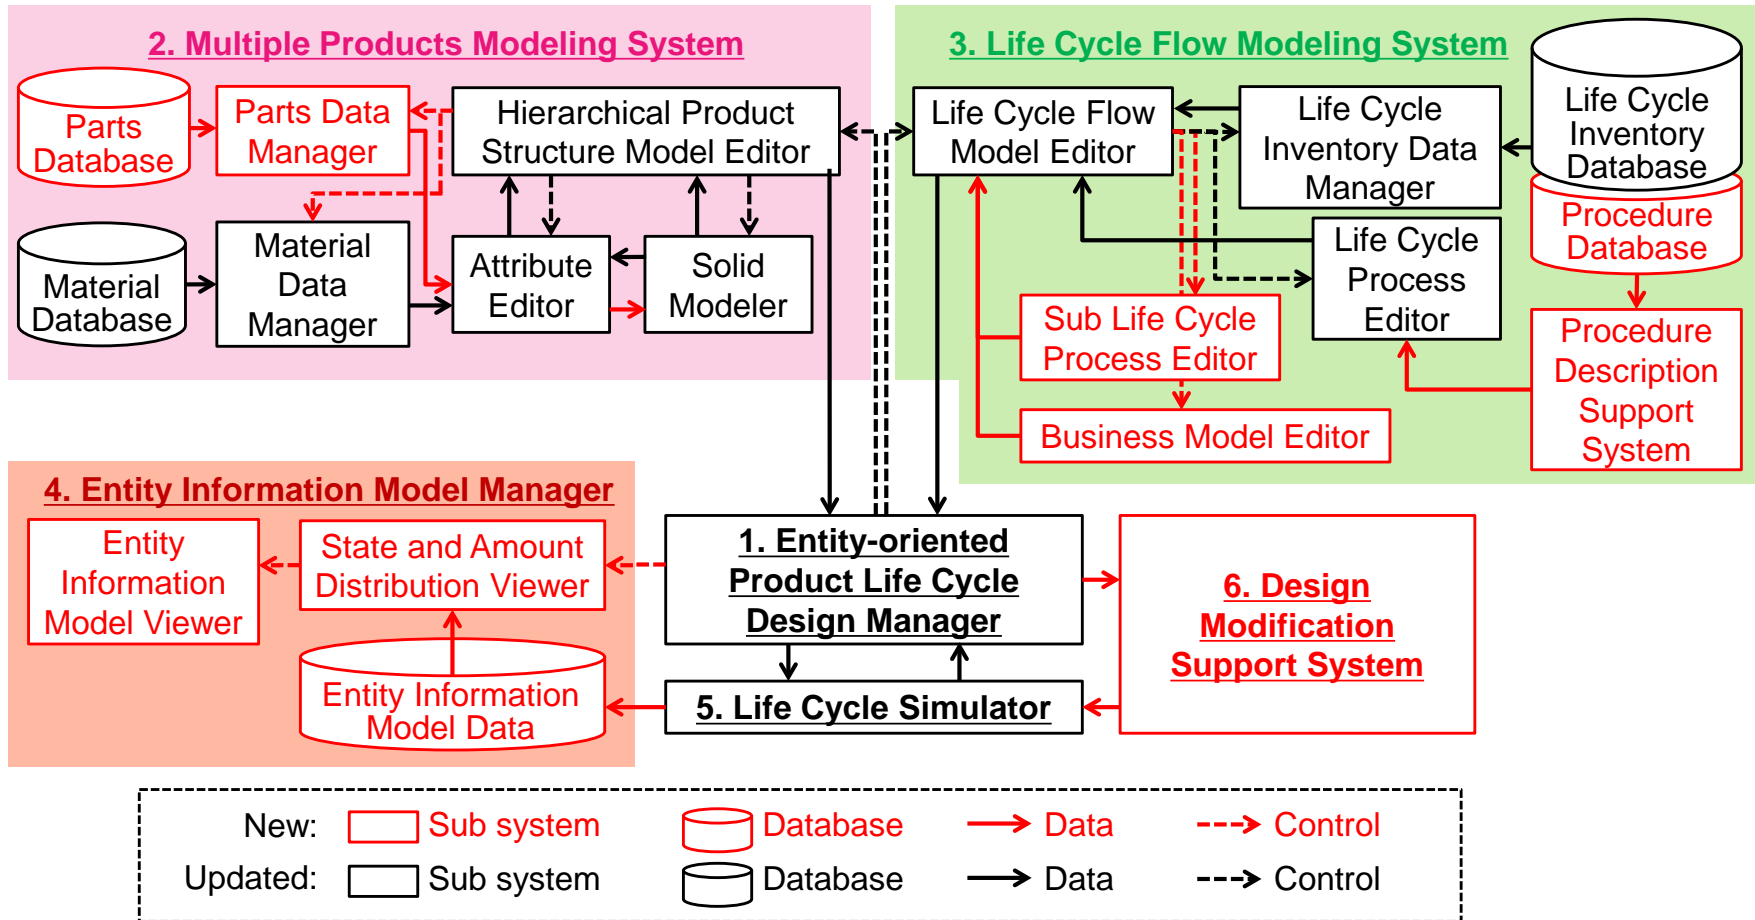 2. Multiple Products Modeling System
Parts
Database
Parts Data
Manager
Hierarchical Product
Structure Model Editor
Material
Database
Material
Data
Manager
Attribute
Editor
Solid
Modeler
3. Life Cycle Flow Modeling System
Life Cycle Flow
Model Editor
Life Cycle
Inventory Data
Manager
Life Cycle
Inventory
Database
Procedure
Database
Life Cycle
Process
Editor
Sub Life Cycle
Process Editor
Business Model Editor
Procedure
Description
Support
System
4. Entity Information Model Manager
Entity
Information
Model Viewer
State and Amount
Distribution Viewer
Entity Information
Model Data
1. Entity-oriented
Product Life Cycle
Design Manager
5. Life Cycle Simulator
6. Design
Modification
Support System
New: Sub system Database Data Control
Updated: Sub system Database Data Control